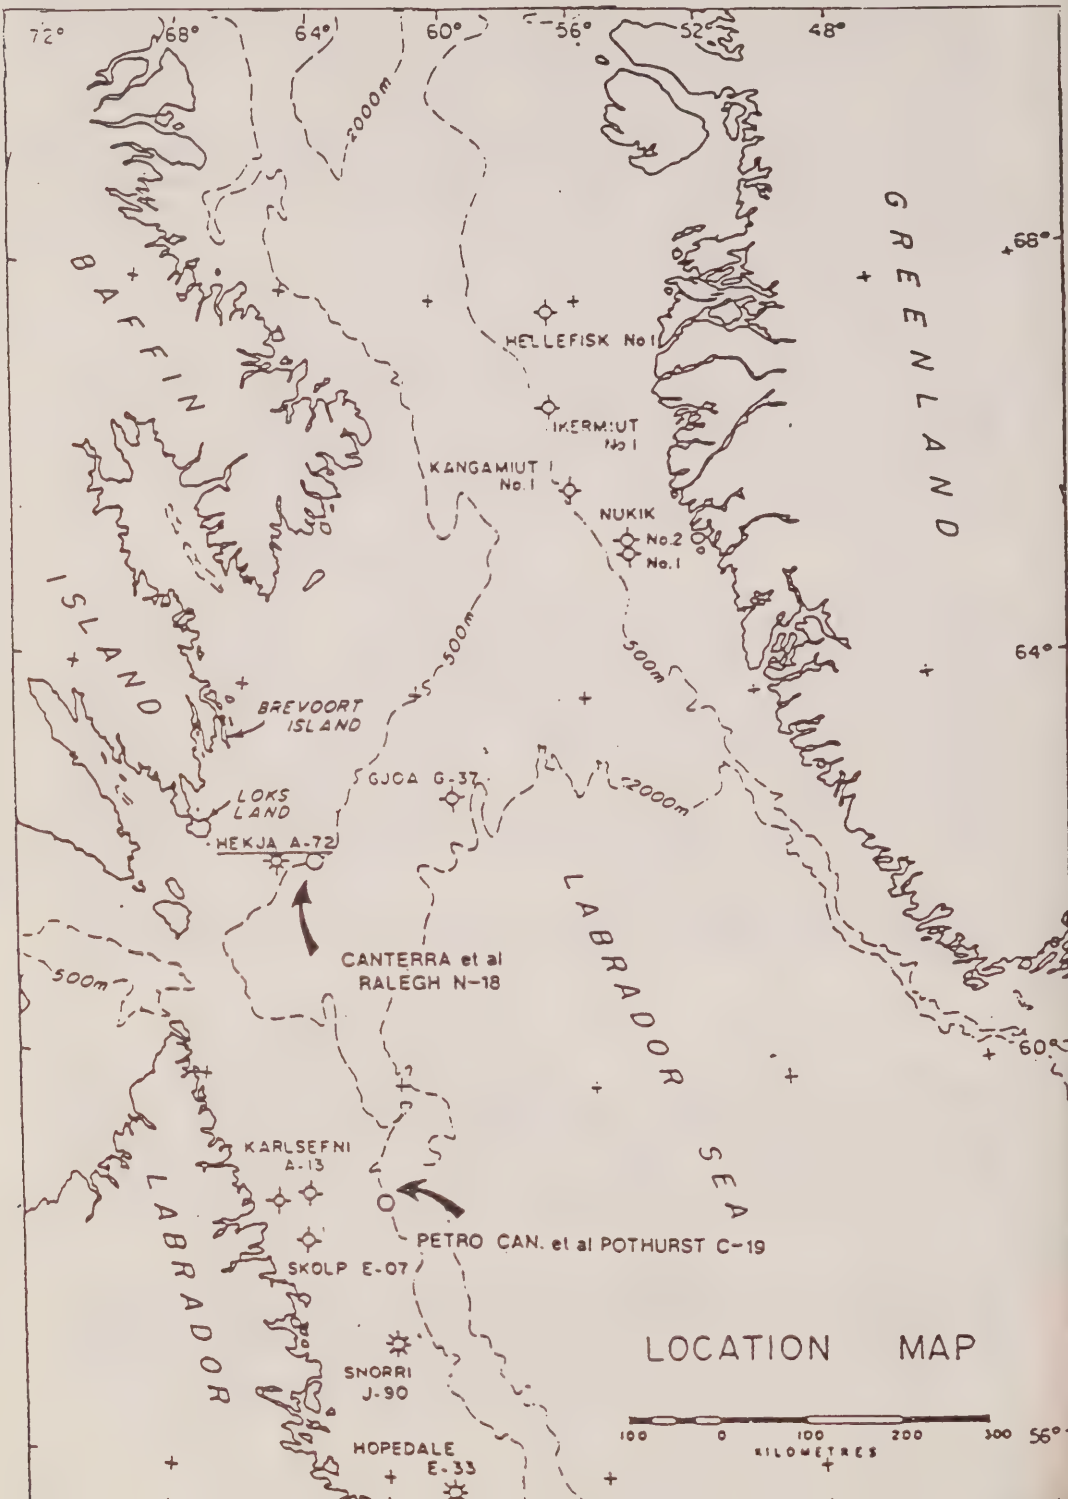 72° 68° 64° 60° 56° 52° 48°
2000m
GREENLAND
68°
BAFFIN
HELLEFISK No 1
IKERMIUT
No.1
KANGAMIUT
No.1
NUKIK
No.2
No.1
ISLAND
500m
500m
64°
BREVOORT
ISLAND
GJOA G-37
2000m
LOKS
LAND
HEKJA A-72
LABRADOR
CANTERRA et al
RALEGH N-18
500m
60°
KARLSEFNI
A-13
SEA
LABRADOR
PETRO CAN. et al POTHURST C-19
SKOLP E-07
LOCATION MAP
SNORRI
J-90
100 0 100 200 300
KILOMETRES
56°
HOPEDALE
E-33